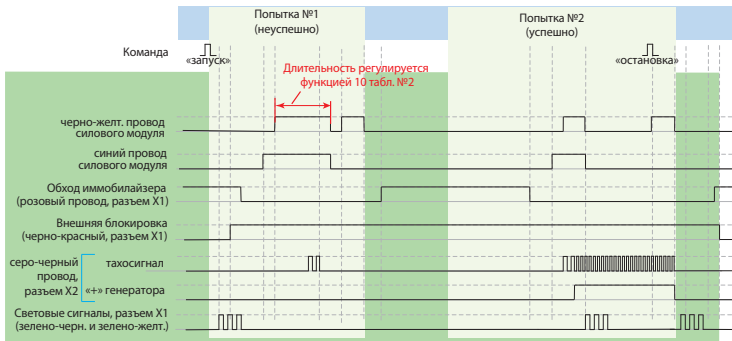 Попытка №1
(неуспешно)
Попытка №2
(успешно)
Команда
«запуск»
«остановка»
Длительность регулируется
функцией 10 табл. №2
черно-желт. провод
силового модуля
синий провод
силового модуля
Обход иммобилайзера
(розовый провод, разъем X1)
Внешняя блокировка
(черно-красный, разъем X1)
серо-черный
провод,
разъем X2
тахосигнал
«+» генератора
Световые сигналы, разъем X1
(зелено-черн. и зелено-желт.)